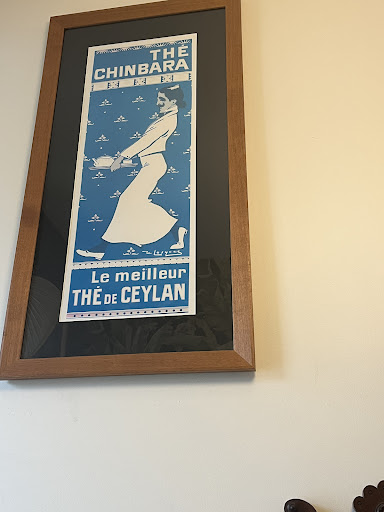 THÉ
CHINBARA
Le meilleur
THÉ DE CEYLAN